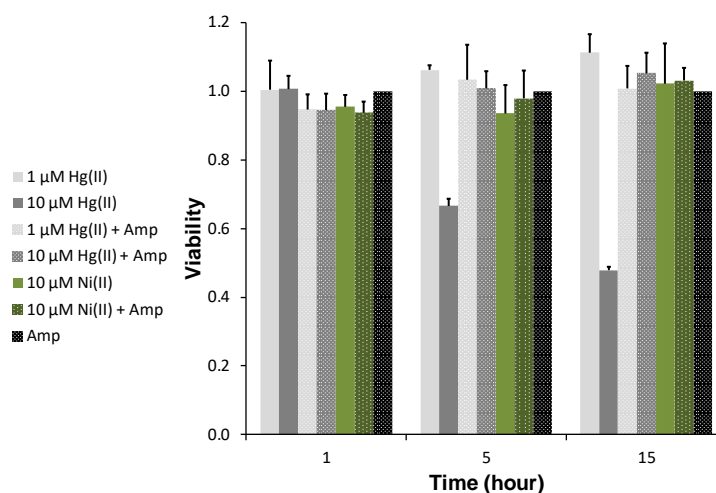 1.2
1.0
0.8
0.6
0.4
0.2
0.0
Viability
1 µM Hg(II)
10 µM Hg(II)
1 µM Hg(II) + Amp
10 µM Hg(II) + Amp
10 µM Ni(II)
10 µM Ni(II) + Amp
Amp
1 5 15
Time (hour)